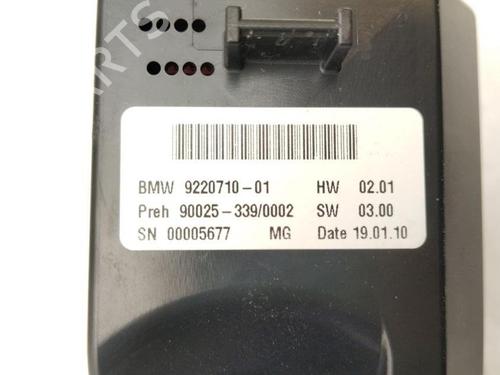 BMW 9220710-01 HW 02.01
Preh 90025-339/0002 SW 03.00
SN 00005677 MG Date 19.01.10